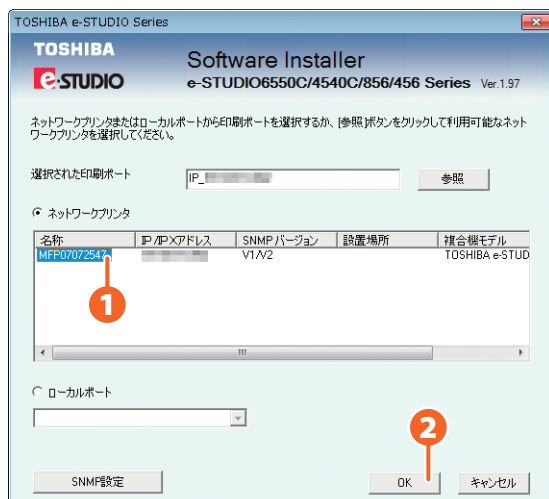 TOSHIBA e-STUDIO Series
TOSHIBA
e-STUDIO
Software Installer
e-STUDIO6550C/4540C/856/456 Series Ver.1.97
ネットワークプリンタまたはローカルポートから印刷ポートを選択するか、[参照]ボタンをクリックして利用可能なネット
ワークプリンタを選択してください。
選択された印刷ポート IP_ 参照
ネットワークプリンタ
名称 IP/IPXアドレス SNMPバージョン 設置場所 複合機モデル
MFP07072547 V1/V2 TOSHIBA e-STUD
1
ローカルポート
2
SNMP設定 OK キャンセル